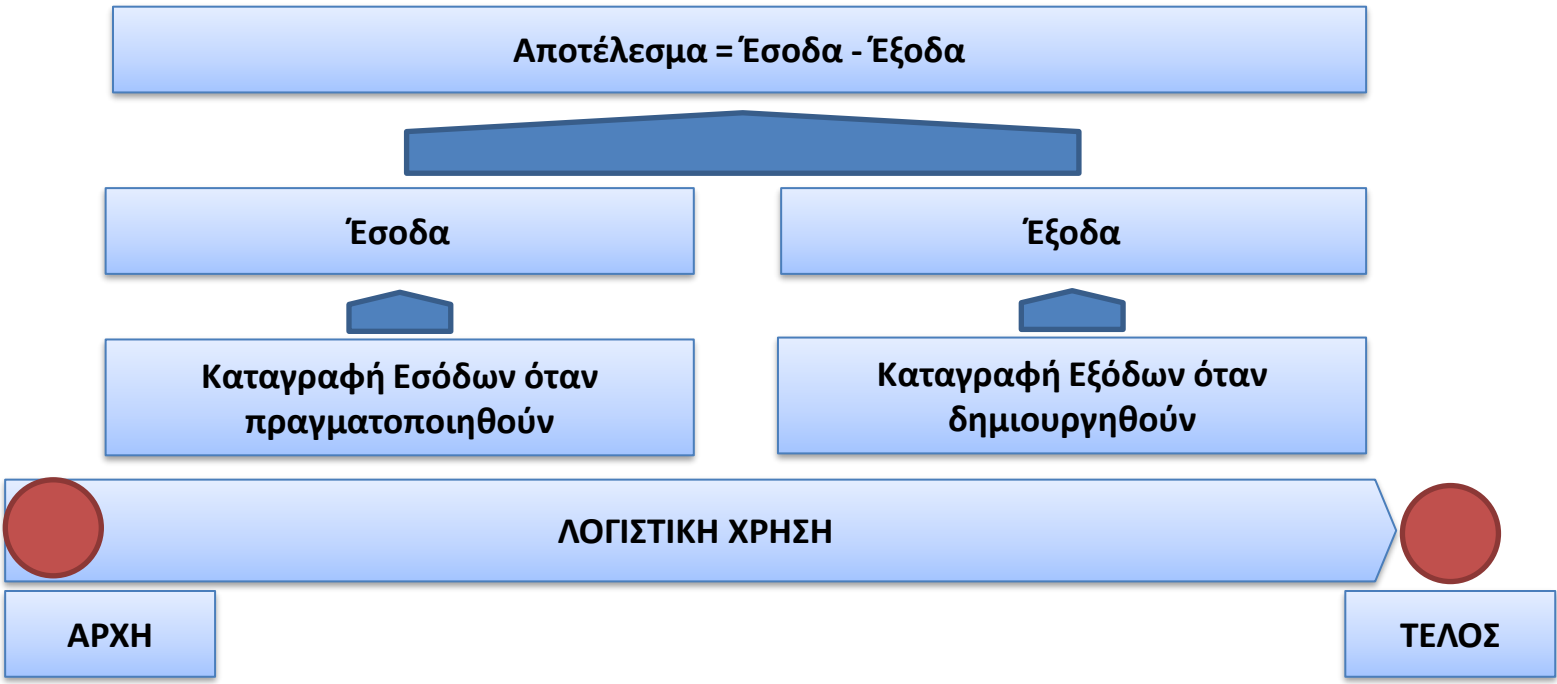 Αποτέλεσμα = Έσοδα - Έξοδα
Έσοδα
Έξοδα
Καταγραφή Εσόδων όταν
πραγματοποιηθούν
Καταγραφή Εξόδων όταν
δημιουργηθούν
ΛΟΓΙΣΤΙΚΗ ΧΡΗΣΗ
ΑΡΧΗ
ΤΕΛΟΣ